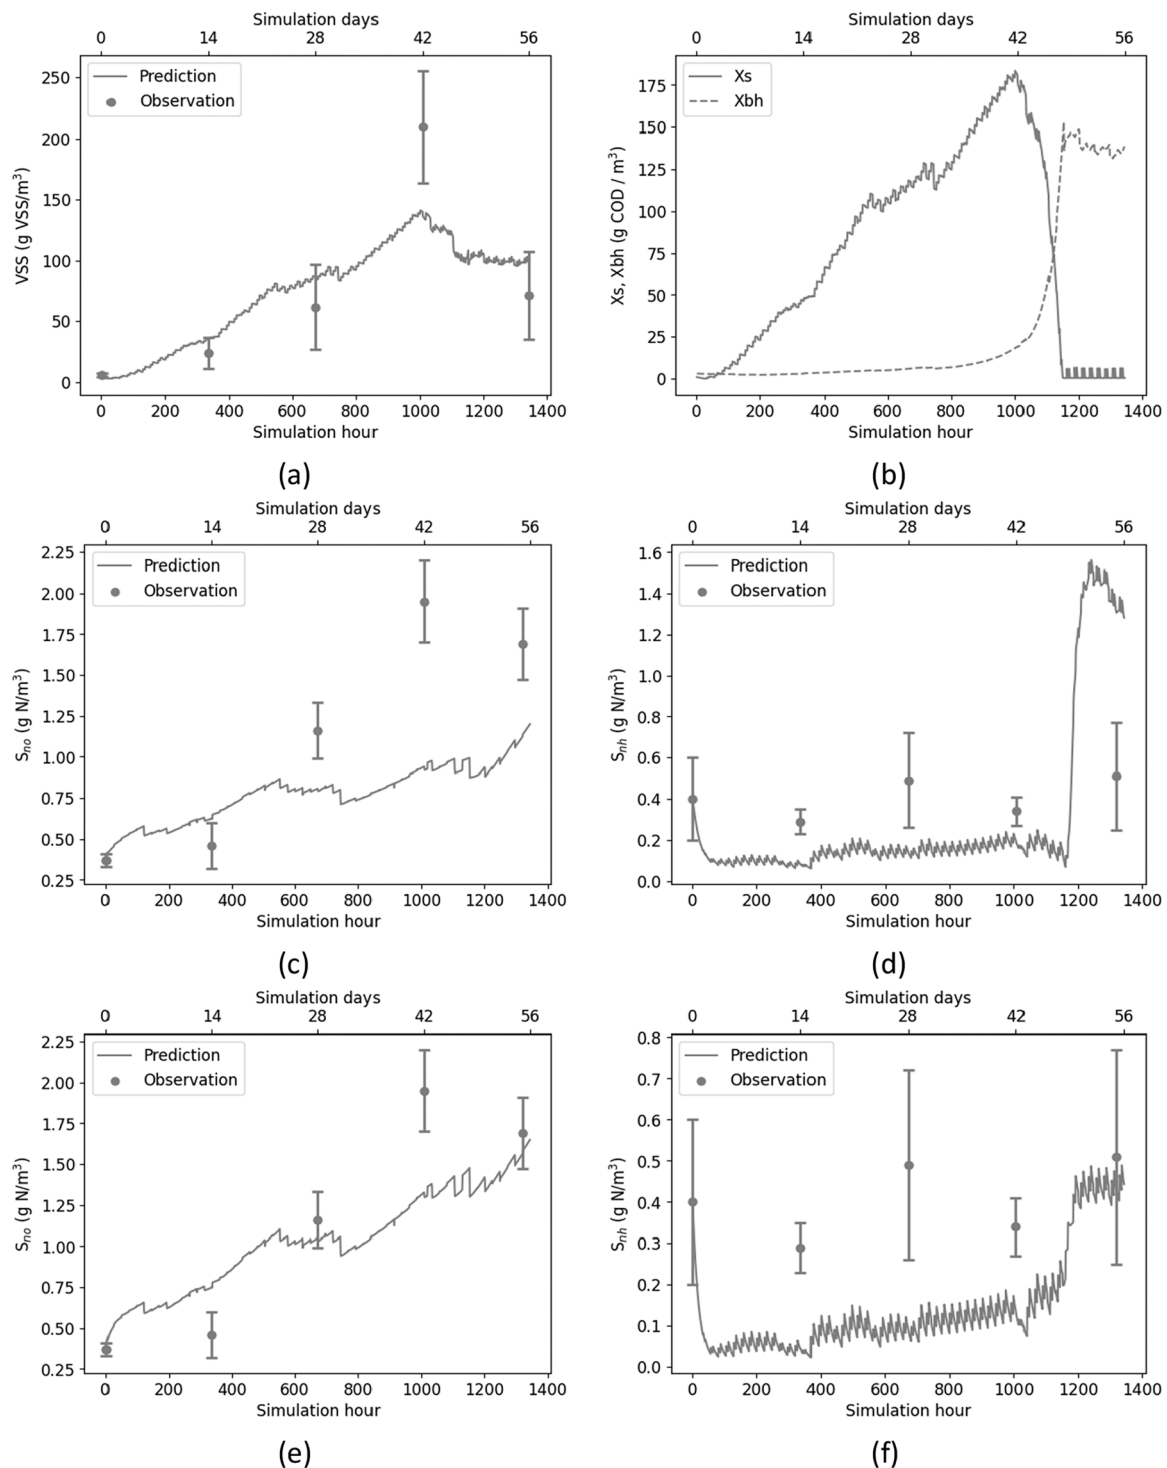 Simulation days
0 14 28 42 56
Prediction
Observation
VSS (g VSS/m³)
250
200
150
100
50
0
0 200 400 600 800 1000 1200 1400
Simulation hour
(a)
Simulation days
0 14 28 42 56
Xs
Xbh
Xs, Xbh (g COD / m³)
175
150
125
100
75
50
25
0
0 200 400 600 800 1000 1200 1400
Simulation hour
(b)
Simulation days
0 14 28 42 56
Prediction
Observation
Sno (g N/m³)
2.25
2.00
1.75
1.50
1.25
1.00
0.75
0.50
0.25
0 200 400 600 800 1000 1200 1400
Simulation hour
(c)
Simulation days
0 14 28 42 56
Prediction
Observation
Snh (g N/m³)
1.6
1.4
1.2
1.0
0.8
0.6
0.4
0.2
0.0
0 200 400 600 800 1000 1200 1400
Simulation hour
(d)
Simulation days
0 14 28 42 56
Prediction
Observation
Sno (g N/m³)
2.25
2.00
1.75
1.50
1.25
1.00
0.75
0.50
0.25
0 200 400 600 800 1000 1200 1400
Simulation hour
(e)
Simulation days
0 14 28 42 56
Prediction
Observation
Snh (g N/m³)
0.8
0.7
0.6
0.5
0.4
0.3
0.2
0.1
0.0
0 200 400 600 800 1000 1200 1400
Simulation hour
(f)